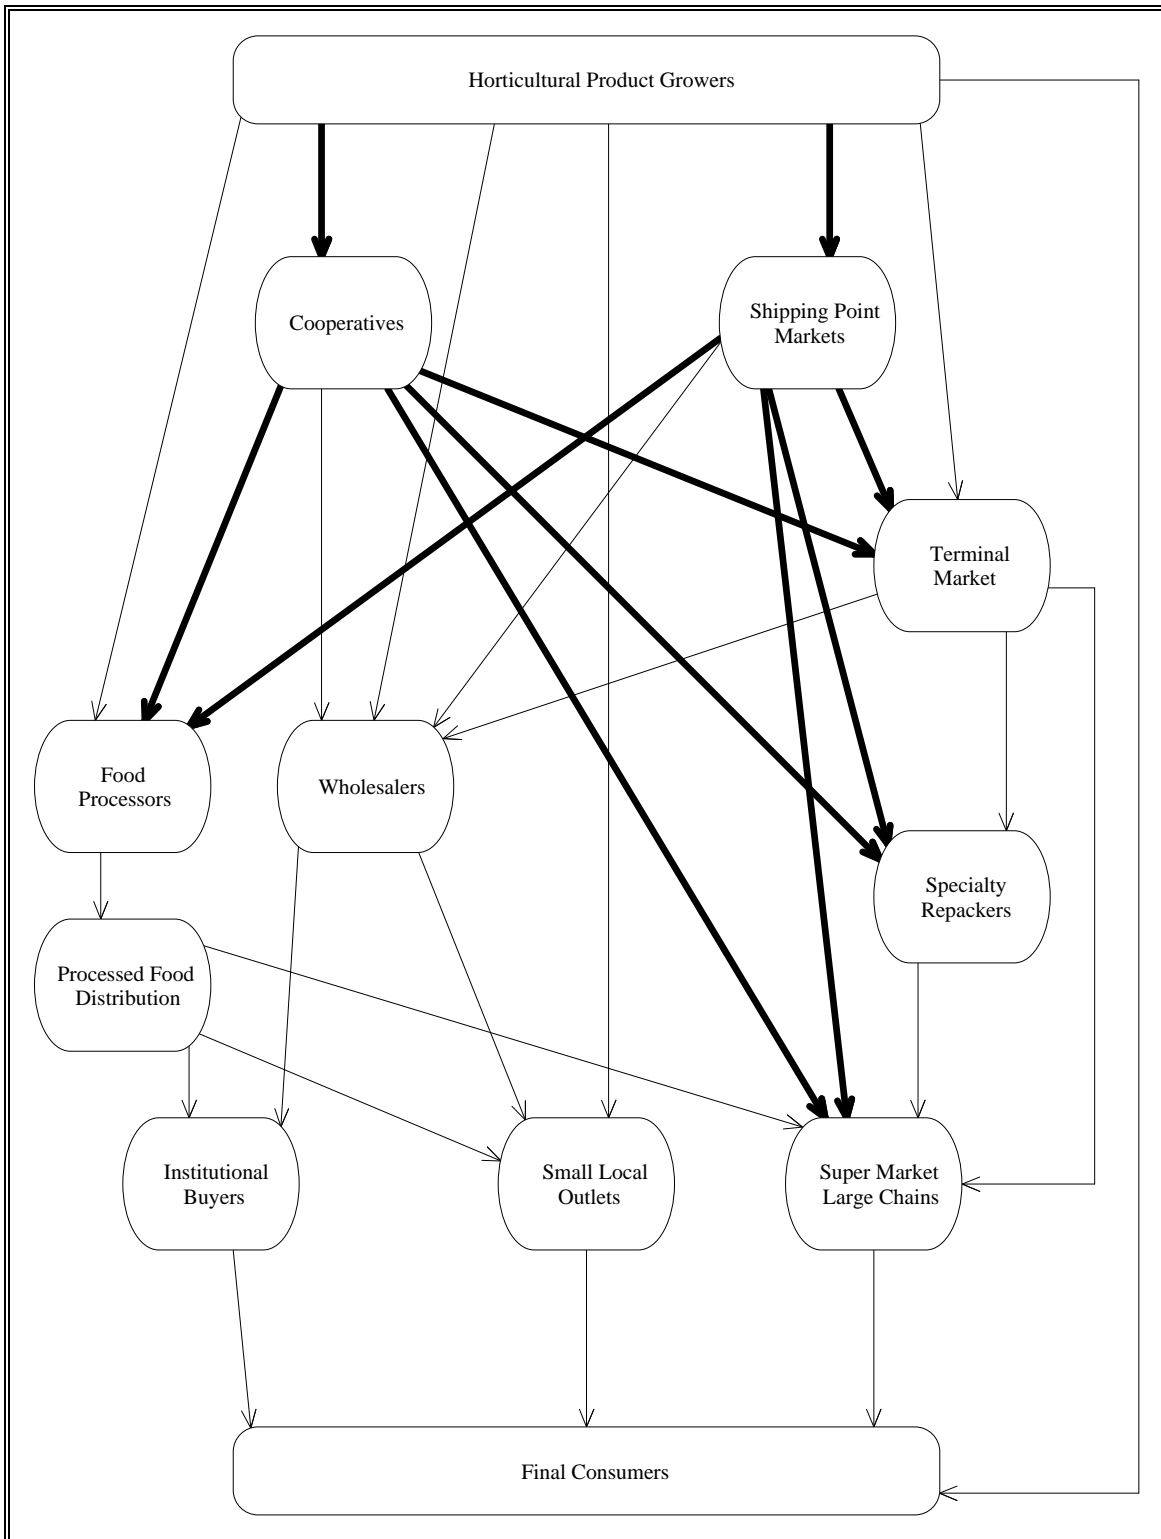 Horticultural Product Growers
Cooperatives
Shipping Point
Markets
Terminal
Market
Food
Processors
Wholesalers
Specialty
Repackers
Processed Food
Distribution
Institutional
Buyers
Small Local
Outlets
Super Market
Large Chains
Final Consumers